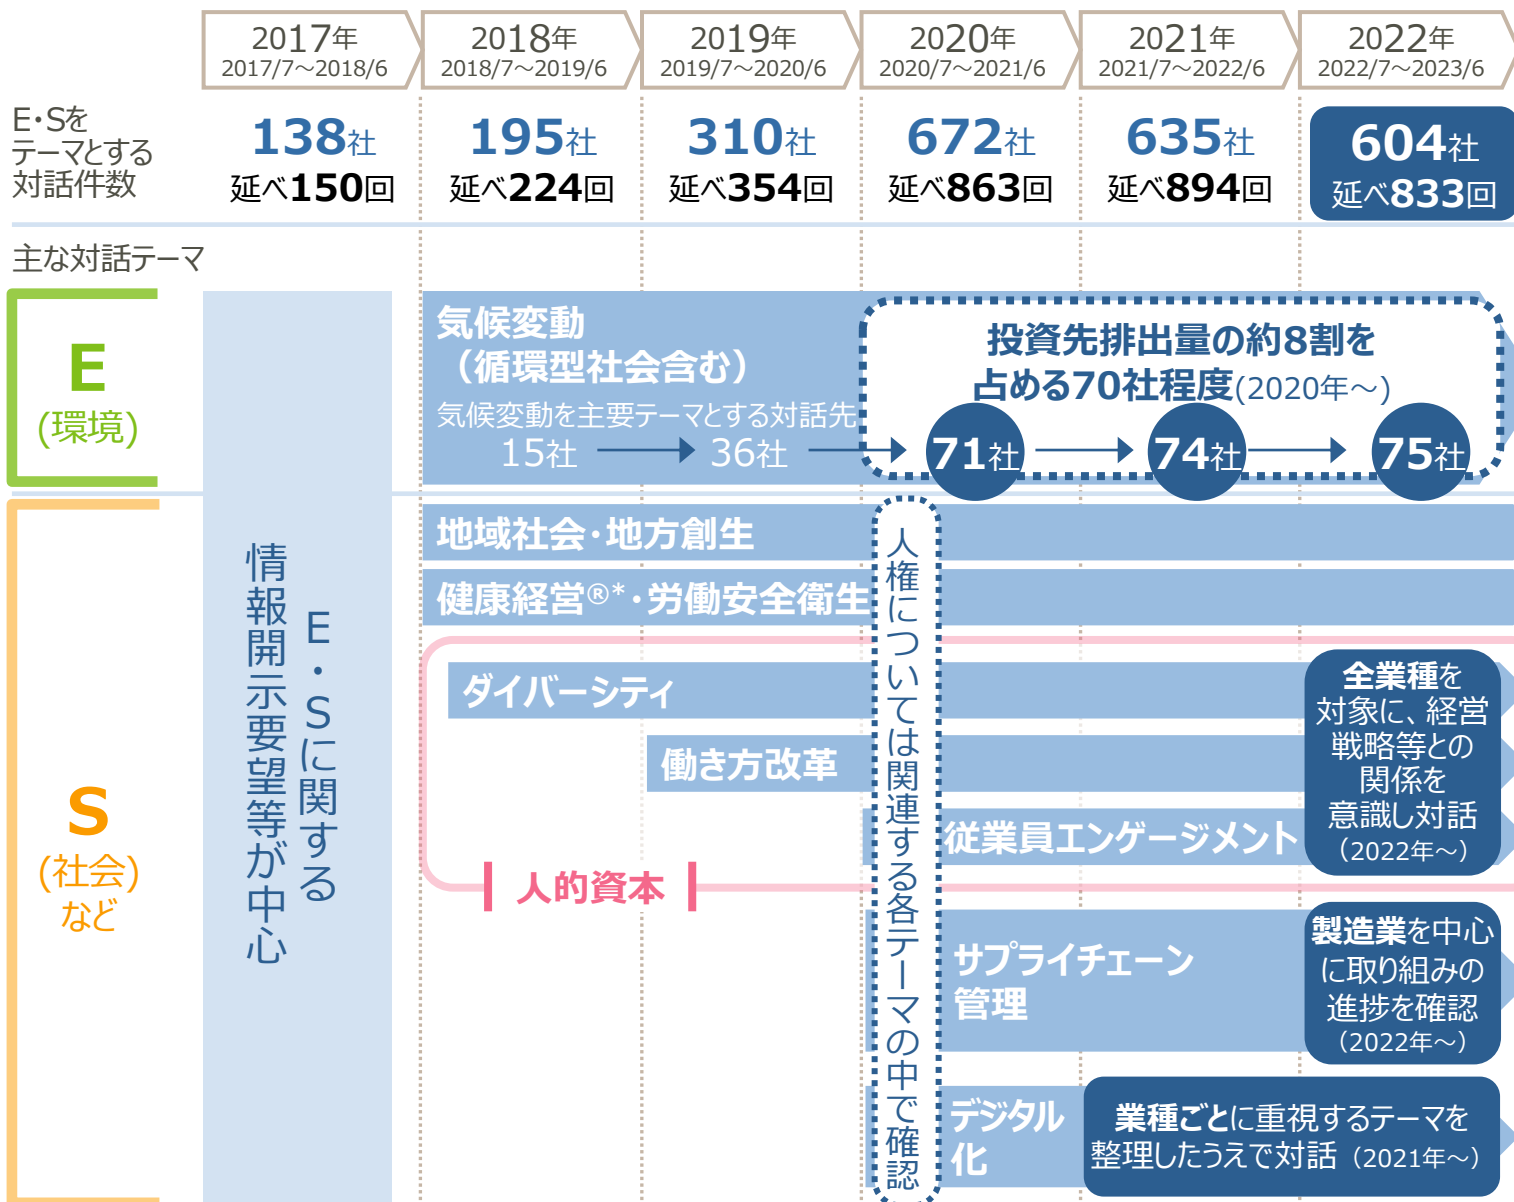 2017年
2017/7～2018/6
2018年
2018/7～2019/6
2019年
2019/7～2020/6
2020年
2020/7～2021/6
2021年
2021/7～2022/6
2022年
2022/7～2023/6
E・Sを
テーマとする
対話件数
138社
延べ150回
195社
延べ224回
310社
延べ354回
672社
延べ863回
635社
延べ894回
604社
延べ833回
主な対話テーマ
E
(環境)
S
(社会)
など
E・Sに関する
情報開示要望等が中心
気候変動
（循環型社会含む）
気候変動を主要テーマとする対話先
15社
36社
投資先排出量の約8割を
占める70社程度(2020年～)
71社
74社
75社
地域社会・地方創生
健康経営®*・労働安全衛生
人権については関連する各テーマの中で確認
ダイバーシティ
働き方改革
従業員エンゲージメント
人的資本
全業種を
対象に、経営
戦略等との
関係を
意識し対話
（2022年～）
サプライチェーン
管理
製造業を中心
に取り組みの
進捗を確認
（2022年～）
デジタル
化
業種ごとに重視するテーマを
整理したうえで対話（2021年～）